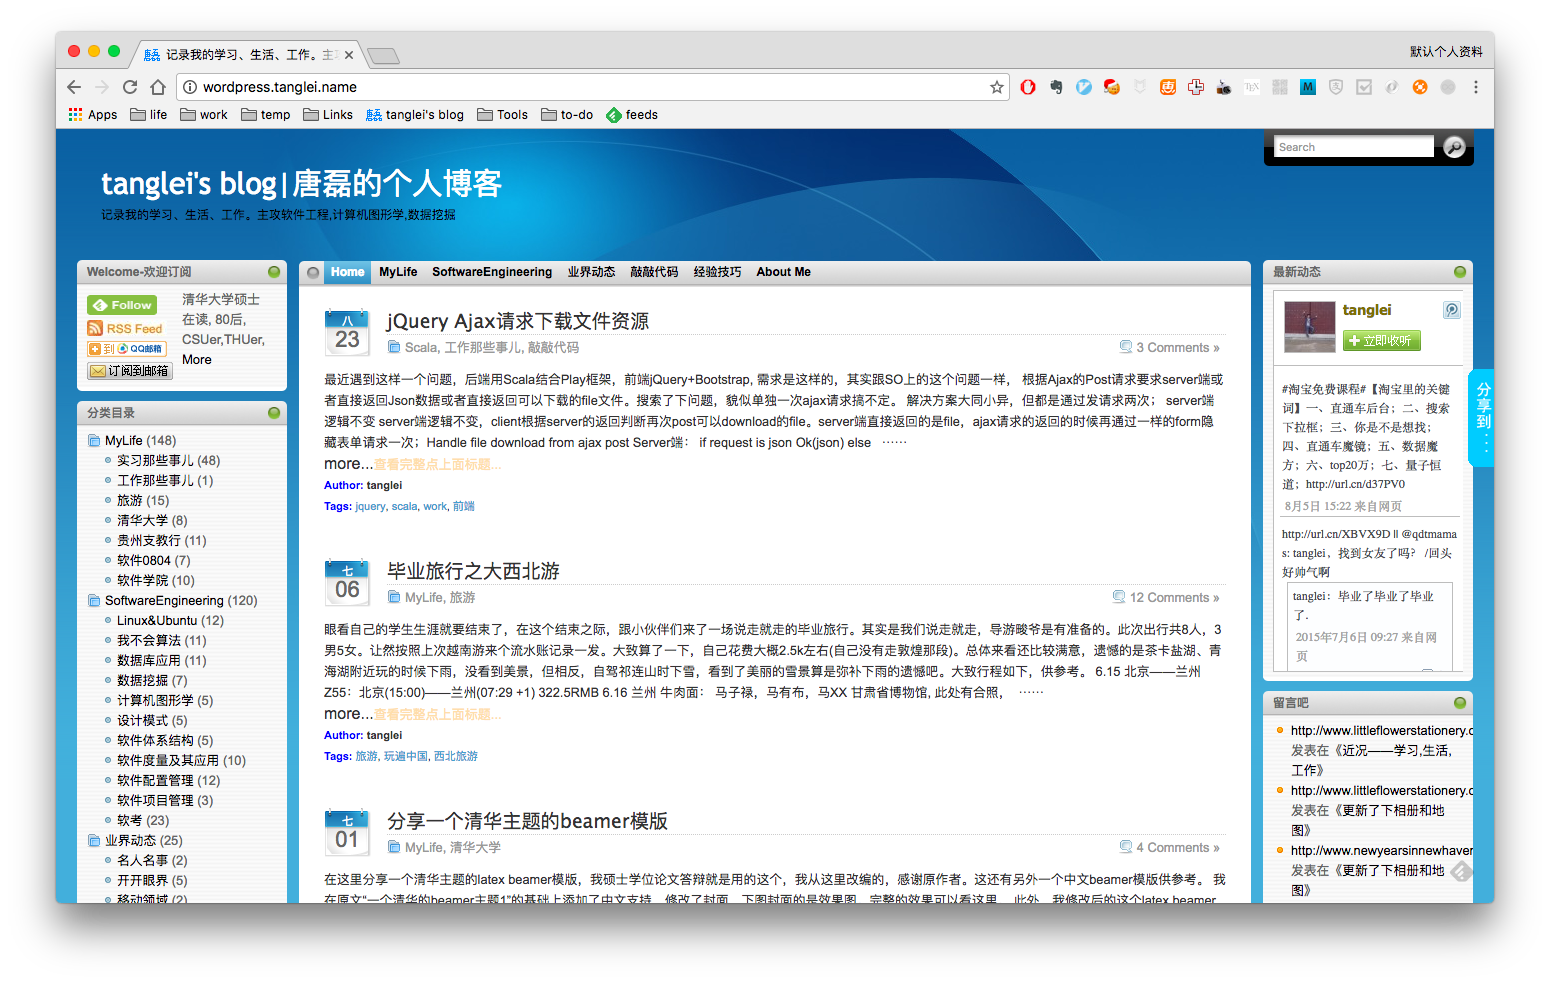 记录我的学习、生活、工作。主
默认个人资料
wordpress.tanglei.name
Apps
life
work
temp
Links
tanglei's blog
Tools
to-do
feeds
Search
tanglei's blog|唐磊的个人博客
记录我的学习、生活、工作。主攻软件工程,计算机图形学,数据挖掘
Welcome-欢迎订阅
Follow
RSS Feed
到 QQ邮箱
订阅到邮箱
清华大学硕士
在读, 80后,
CSUer,THUer,
More
分类目录
MyLife (148)
实习那些事儿 (48)
工作那些事儿 (1)
旅游 (15)
清华大学 (8)
贵州支教行 (11)
软件0804 (7)
软件学院 (10)
SoftwareEngineering (120)
Linux&Ubuntu (12)
我不会算法 (11)
数据库应用 (11)
数据挖掘 (7)
计算机图形学 (5)
设计模式 (5)
软件体系结构 (5)
软件度量及其应用 (10)
软件配置管理 (12)
软件项目管理 (3)
软考 (23)
业界动态 (25)
名人名事 (2)
开开眼界 (5)
移动领域 (2)
Home MyLife SoftwareEngineering 业界动态 敲敲代码 经验技巧 About Me
八
23
jQuery Ajax请求下载文件资源
Scala, 工作那些事儿, 敲敲代码
3 Comments »
最近遇到这样一个问题，后端用Scala结合Play框架，前端jQuery+Bootstrap, 需求是这样的，其实跟SO上的这个问题一样， 根据Ajax的Post请求要求server端或
者直接返回Json数据或者直接返回可以下载的file文件。搜索了下问题，貌似单独一次ajax请求搞不定。 解决方案大同小异，但都是通过发请求两次； server端
逻辑不变 server端逻辑不变，client根据server的返回判断再次post可以download的file。server端直接返回的是file，ajax请求的返回的时候再通过一样的form隐
藏表单请求一次；Handle file download from ajax post Server端： if request is json Ok(json) else ……
more...查看完整点上面标题...
Author: tanglei
Tags: jquery, scala, work, 前端
七
06
毕业旅行之大西北游
MyLife, 旅游
12 Comments »
眼看自己的学生生涯就要结束了，在这个结束之际，跟小伙伴们来了一场说走就走的毕业旅行。其实是我们说走就走，导游畯爷是有准备的。此次出行共8人，3
男5女。让然按照上次越南游来个流水账记录一发。大致算了一下，自己花费大概2.5k左右(自己没有走敦煌那段)。总体来看还比较满意，遗憾的是茶卡盐湖、青
海湖附近玩的时候下雨，没看到美景，但相反，自驾祁连山时下雪，看到了美丽的雪景算是弥补下雨的遗憾吧。大致行程如下，供参考。 6.15 北京——兰州
Z55：北京(15:00)——兰州(07:29 +1) 322.5RMB 6.16 兰州 牛肉面： 马子禄，马有布，马XX 甘肃省博物馆, 此处有合照， ……
more...查看完整点上面标题...
Author: tanglei
Tags: 旅游, 玩遍中国, 西北旅游
七
01
分享一个清华主题的beamer模版
MyLife, 清华大学
4 Comments »
在这里分享一个清华主题的latex beamer模版，我硕士学位论文答辩就是用的这个，我从这里改编的，感谢原作者。这还有另外一个中文beamer模版供参考。 我
在原文“一个清华的beamer主题1”的基础上添加了中文支持，修改了封面，下图封面的是效果图，完整的效果可以看这里。 此外，我修改后的这个latex beamer
最新动态
tanglei
立即收听
#淘宝免费课程#【淘宝里的关键
词】一、直通车后台；二、搜索
下拉框；三、你是不是想找；
四、直通车魔镜；五、数据魔
方；六、top20万；七、量子恒
道；http://url.cn/d37PV0
8月5日 15:22 来自网页
http://url.cn/XBVX9D || @qdtmama
s: tanglei，找到女友了吗？ /回头
好帅气啊
tanglei：毕业了毕业了毕业
了.
2015年7月6日 09:27 来自网
页
分享到：
留言吧
http://www.littleflowerstationery.c
发表在《近况——学习,生活,
工作》
http://www.littleflowerstationery.c
发表在《更新了下相册和地
图》
http://www.newyearsinnewhaven
发表在《更新了下相册和地
图》